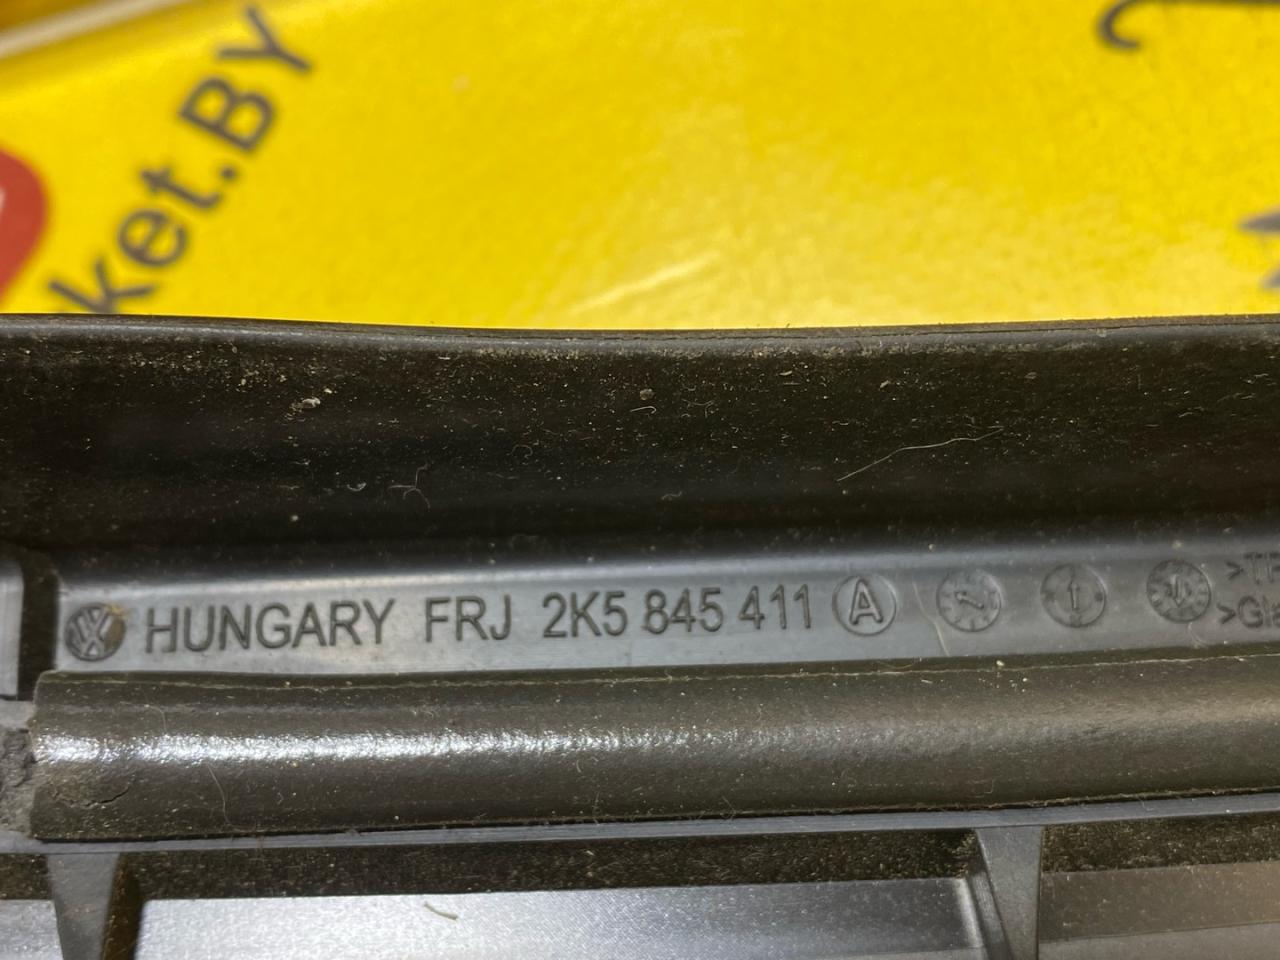 ket.BY
HUNGARY FRJ 2K5 845 411 A